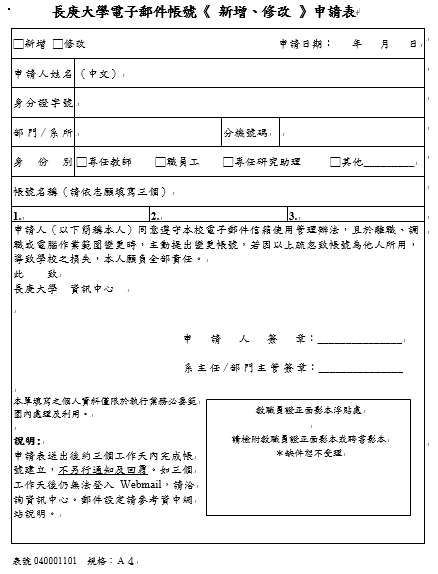 長庚大學電子郵件帳號《 新增、修改 》申請表
□新增 □修改 申請日期： 年 月 日
申請人姓名 （中文）
身分證字號
部門/系所 分機號碼
身 份 別 □專任教師 □職員工 □專任研究助理 □其他_________
帳號名稱（請依志願填寫三個）
1. 2. 3.
申請人（以下簡稱本人）同意遵守本校電子郵件信箱使用管理辦法，且於離職、調
職或電腦作業範圍變更時，主動提出變更帳號，若因以上疏忽致帳號為他人所用，
導致學校之損失，本人願負全部責任。
此 致
長庚大學 資訊中心
申 請 人 簽 章：_______________
系主任/部門主管簽章：_______________
本單填寫之個人資料僅限於執行業務必要範
圍內處理及利用。
說明：
申請表送出後約三個工作天內完成帳
號建立，不另行通知及回覆。如三個
工作天後仍無法登入 Webmail，請洽
詢資訊中心。郵件設定請參考資中網
站說明。
教職員證正面影本浮貼處
請檢附教職員證正面影本或聘書影本
＊缺件恕不受理
表號 040001101 規格：A 4